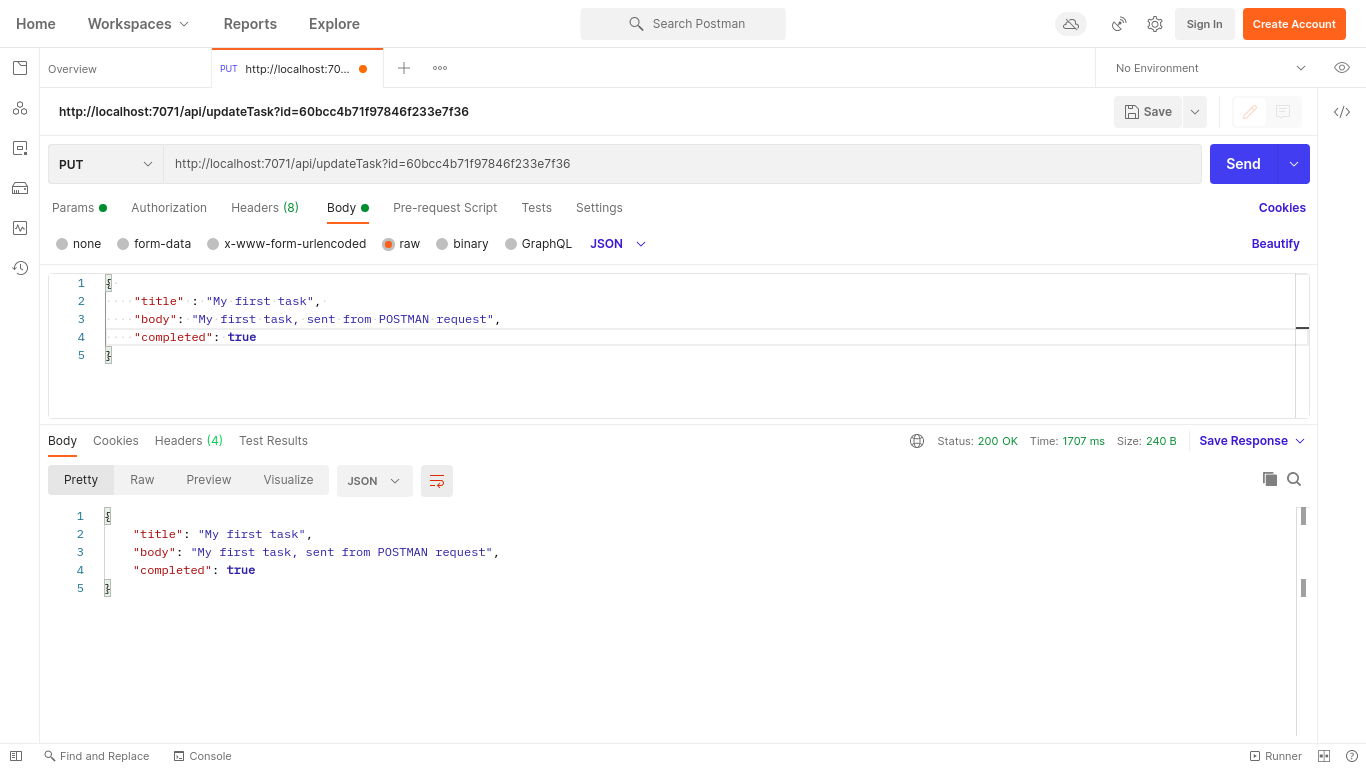 Home Workspaces Reports Explore Search Postman Sign In Create Account
Overview PUT http://localhost:70... No Environment
http://localhost:7071/api/updateTask?id=60bcc4b71f97846f233e7f36 Save
PUT http://localhost:7071/api/updateTask?id=60bcc4b71f97846f233e7f36 Send
Params Authorization Headers (8) Body Pre-request Script Tests Settings Cookies
none form-data x-www-form-urlencoded raw binary GraphQL JSON Beautify
1 {
2 "title" : "My first task",
3 "body": "My first task, sent from POSTMAN request",
4 "completed": true
5 }
Body Cookies Headers (4) Test Results Status: 200 OK Time: 1707 ms Size: 240 B Save Response
Pretty Raw Preview Visualize JSON
1 {
2 "title": "My first task",
3 "body": "My first task, sent from POSTMAN request",
4 "completed": true
5 }
Find and Replace Console Runner